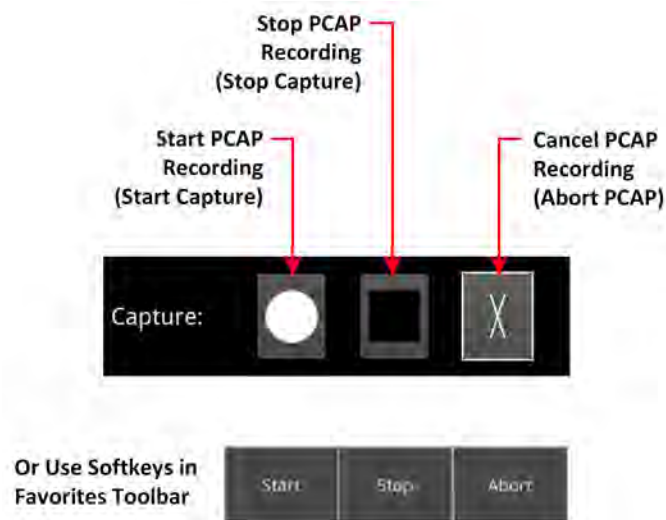 Stop PCAP
Recording
(Stop Capture)
Start PCAP
Recording
(Start Capture)
Cancel PCAP
Recording
(Abort PCAP)
Capture:
X
Or Use Softkeys in
Favorites Toolbar
Start
Stop
Abort